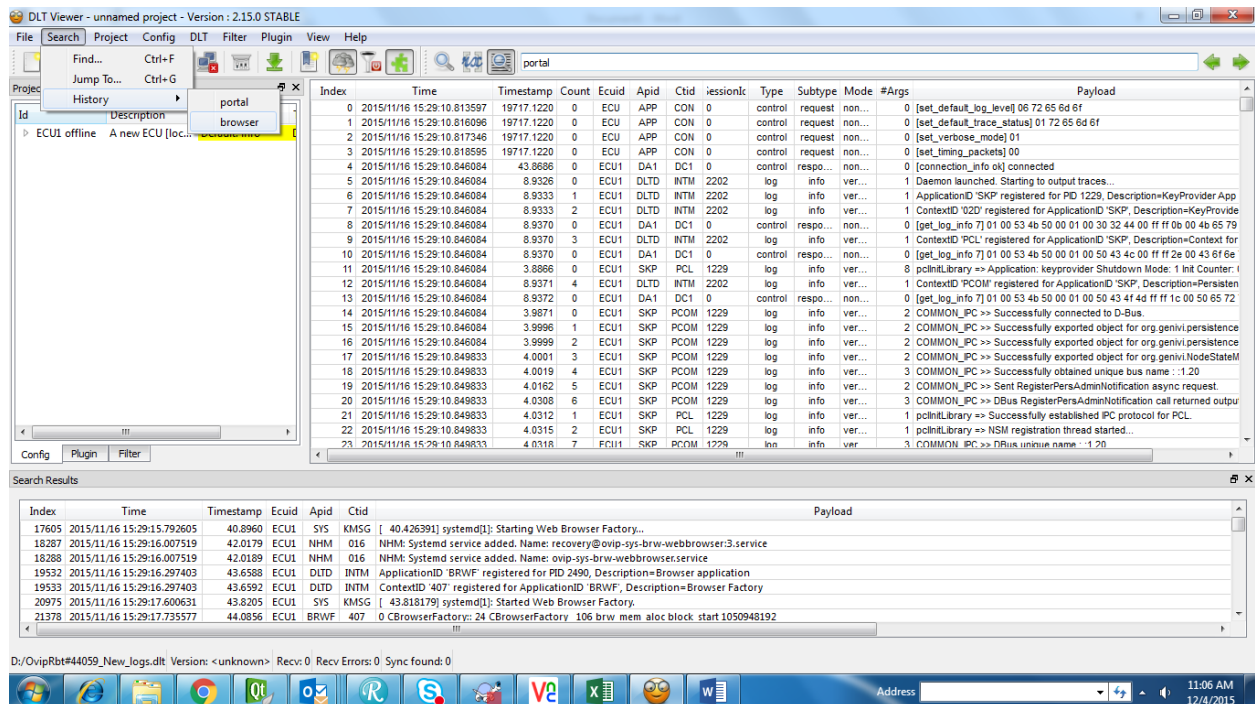 DLT Viewer - unnamed project - Version : 2.15.0 STABLE
File Search Project Config DLT Filter Plugin View Help
Find... Ctrl+F
Jump To... Ctrl+G
History
portal
browser
portal
Projec
Id Description
ECU1 offline A new ECU [loc...
Config Plugin Filter
Index Time Timestamp Count Ecuid Apid Ctid Type Subtype Mode #Args Payload
0 2015/11/16 15:29:10.813597 19717.1220 0 ECU APP CON 0 control request non... 0 [set_default_log_level] 06 72 65 6d 6f
1 2015/11/16 15:29:10.816096 19717.1220 0 ECU APP CON 0 control request non... 0 [set_default_trace_status] 01 72 65 6d 6f
2 2015/11/16 15:29:10.817346 19717.1220 0 ECU APP CON 0 control request non... 0 [set_verbose_mode] 01
3 2015/11/16 15:29:10.818595 19717.1220 0 ECU APP CON 0 control request non... 0 [set_timing_packets] 00
4 2015/11/16 15:29:10.846084 43.8686 0 ECU1 DA1 DC1 0 control respo... non... 0 [connection_info ok] connected
5 2015/11/16 15:29:10.846084 8.9326 0 ECU1 DLTD INTM 2202 log info ver... 1 Daemon launched. Starting to output traces...
6 2015/11/16 15:29:10.846084 8.9333 1 ECU1 DLTD INTM 2202 log info ver... 1 ApplicationID 'SKP' registered for PID 1229, Description=KeyProvider App
7 2015/11/16 15:29:10.846084 8.9333 2 ECU1 DLTD INTM 2202 log info ver... 1 ContextID '02D' registered for ApplicationID 'SKP', Description=KeyProvide
8 2015/11/16 15:29:10.846084 8.9370 0 ECU1 DA1 DC1 0 control respo... non... 0 [get_log_info 7] 01 00 53 4b 50 00 01 00 30 32 44 00 ff ff 0b 00 4b 65 79
9 2015/11/16 15:29:10.846084 8.9370 3 ECU1 DLTD INTM 2202 log info ver... 1 ContextID 'PCL' registered for ApplicationID 'SKP', Description=Context for
10 2015/11/16 15:29:10.846084 8.9370 0 ECU1 DA1 DC1 0 control respo... non... 0 [get_log_info 7] 01 00 53 4b 50 00 01 00 50 43 4c 00 ff ff 2e 00 43 6f 6e
11 2015/11/16 15:29:10.846084 3.8866 0 ECU1 SKP PCL 1229 log info ver... 8 pclInitLibrary => Application: keyprovider Shutdown Mode: 1 Init Counter:
12 2015/11/16 15:29:10.846084 8.9371 4 ECU1 DLTD INTM 2202 log info ver... 1 ContextID 'PCOM' registered for ApplicationID 'SKP', Description=Persisten
13 2015/11/16 15:29:10.846084 8.9372 0 ECU1 DA1 DC1 0 control respo... non... 0 [get_log_info 7] 01 00 53 4b 50 00 01 00 50 43 4f 4d ff ff 1c 00 50 65 72
14 2015/11/16 15:29:10.846084 3.9871 0 ECU1 SKP PCOM 1229 log info ver... 2 COMMON_IPC >> Successfully connected to D-Bus.
15 2015/11/16 15:29:10.846084 3.9996 1 ECU1 SKP PCOM 1229 log info ver... 2 COMMON_IPC >> Successfully exported object for org.genivi.persistence
16 2015/11/16 15:29:10.846084 3.9999 2 ECU1 SKP PCOM 1229 log info ver... 2 COMMON_IPC >> Successfully exported object for org.genivi.persistence
17 2015/11/16 15:29:10.849833 4.0001 3 ECU1 SKP PCOM 1229 log info ver... 2 COMMON_IPC >> Successfully exported object for org.genivi.NodeStateM
18 2015/11/16 15:29:10.849833 4.0019 4 ECU1 SKP PCOM 1229 log info ver... 3 COMMON_IPC >> Successfully obtained unique bus name : :1.20
19 2015/11/16 15:29:10.849833 4.0162 5 ECU1 SKP PCOM 1229 log info ver... 2 COMMON_IPC >> Sent RegisterPersAdminNotification async request.
20 2015/11/16 15:29:10.849833 4.0308 6 ECU1 SKP PCOM 1229 log info ver... 3 COMMON_IPC >> DBus RegisterPersAdminNotification call returned outpu
21 2015/11/16 15:29:10.849833 4.0312 1 ECU1 SKP PCL 1229 log info ver... 1 pclInitLibrary => Successfully established IPC protocol for PCL.
22 2015/11/16 15:29:10.849833 4.0315 2 ECU1 SKP PCL 1229 log info ver... 1 pclInitLibrary => NSM registration thread started...
23 2015/11/16 15:29:10.849833 4.0318 7 ECU1 SKP PCOM 1229 log info ver 3 COMMON_IPC >> DBus unique name : :1.20
Search Results
Index Time Timestamp Ecuid Apid Ctid Payload
17605 2015/11/16 15:29:15.792605 40.8960 ECU1 SYS KMSG [ 40.426391] systemd[1]: Starting Web Browser Factory...
18287 2015/11/16 15:29:16.007519 42.0179 ECU1 NHM 016 NHM: Systemd service added. Name: recovery@ovip-sys-brw-webbrowser:3.service
18288 2015/11/16 15:29:16.007519 42.0189 ECU1 NHM 016 NHM: Systemd service added. Name: ovip-sys-brw-webbrowser.service
19532 2015/11/16 15:29:16.297403 43.6588 ECU1 DLTD INTM ApplicationID 'BRWF' registered for PID 2490, Description=Browser application
19533 2015/11/16 15:29:16.297403 43.6592 ECU1 DLTD INTM ContextID '407' registered for ApplicationID 'BRWF', Description=Browser Factory
20975 2015/11/16 15:29:17.600631 43.8205 ECU1 SYS KMSG [ 43.818179] systemd[1]: Started Web Browser Factory.
21378 2015/11/16 15:29:17.735577 44.0856 ECU1 BRWF 407 0 CBrowserFactory:: 24 CBrowserFactory 106 brw_mem_aloc block_start 1050948192
D:/OvipRbt#44059_New_logs.dlt Version: <unknown> Recv: 0 Recv Errors: 0 Sync found: 0
Address
11:06 AM
12/4/2015